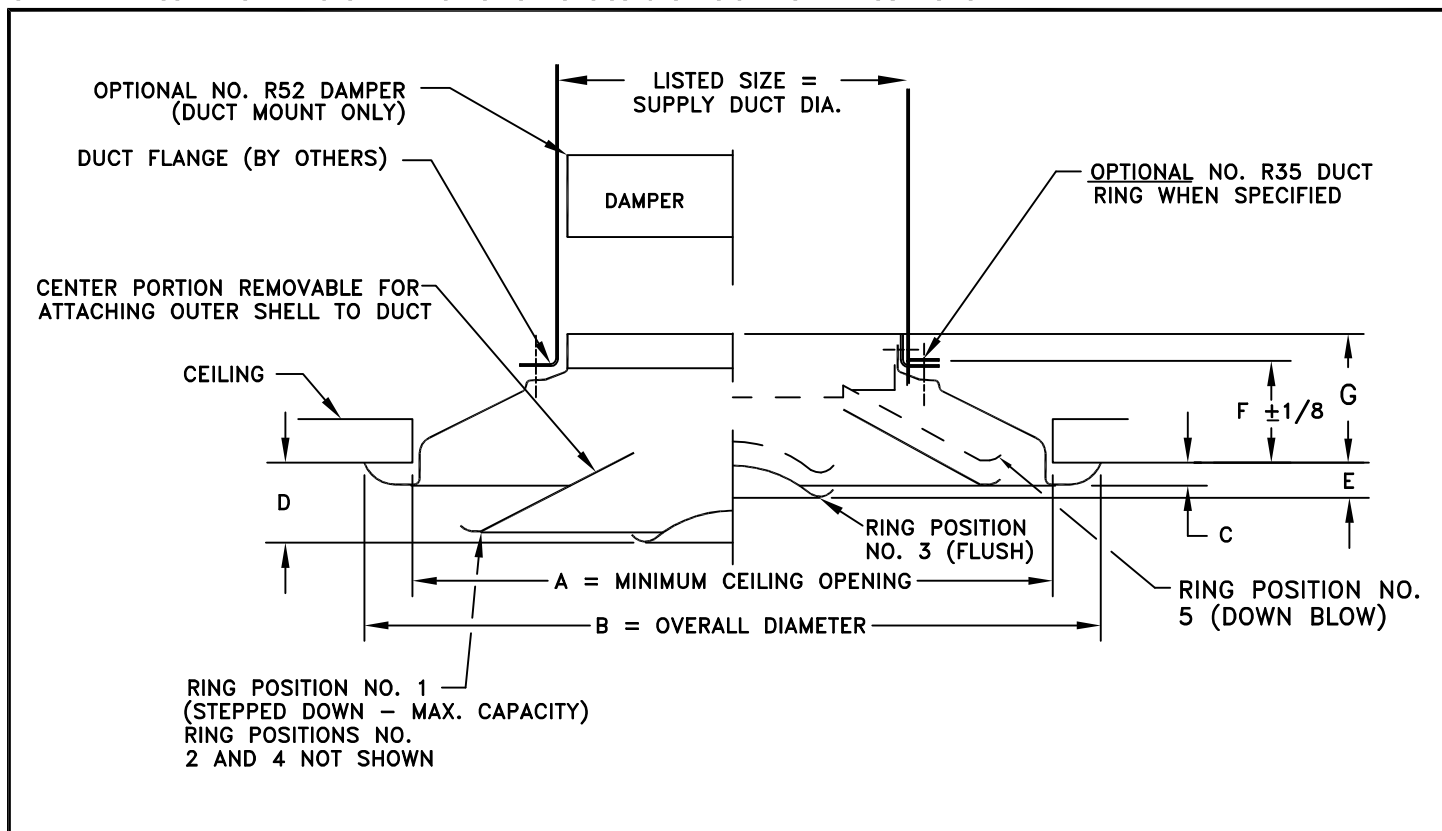 OPTIONAL NO. R52 DAMPER
(DUCT MOUNT ONLY)
LISTED SIZE =
SUPPLY DUCT DIA.
DUCT FLANGE (BY OTHERS)
OPTIONAL NO. R35 DUCT
RING WHEN SPECIFIED
DAMPER
CENTER PORTION REMOVABLE FOR
ATTACHING OUTER SHELL TO DUCT
CEILING
F ±1/8
G
D
E
C
RING POSITION
NO. 3 (FLUSH)
A = MINIMUM CEILING OPENING
RING POSITION NO.
5 (DOWN BLOW)
B = OVERALL DIAMETER
RING POSITION NO. 1
(STEPPED DOWN – MAX. CAPACITY)
RING POSITIONS NO.
2 AND 4 NOT SHOWN